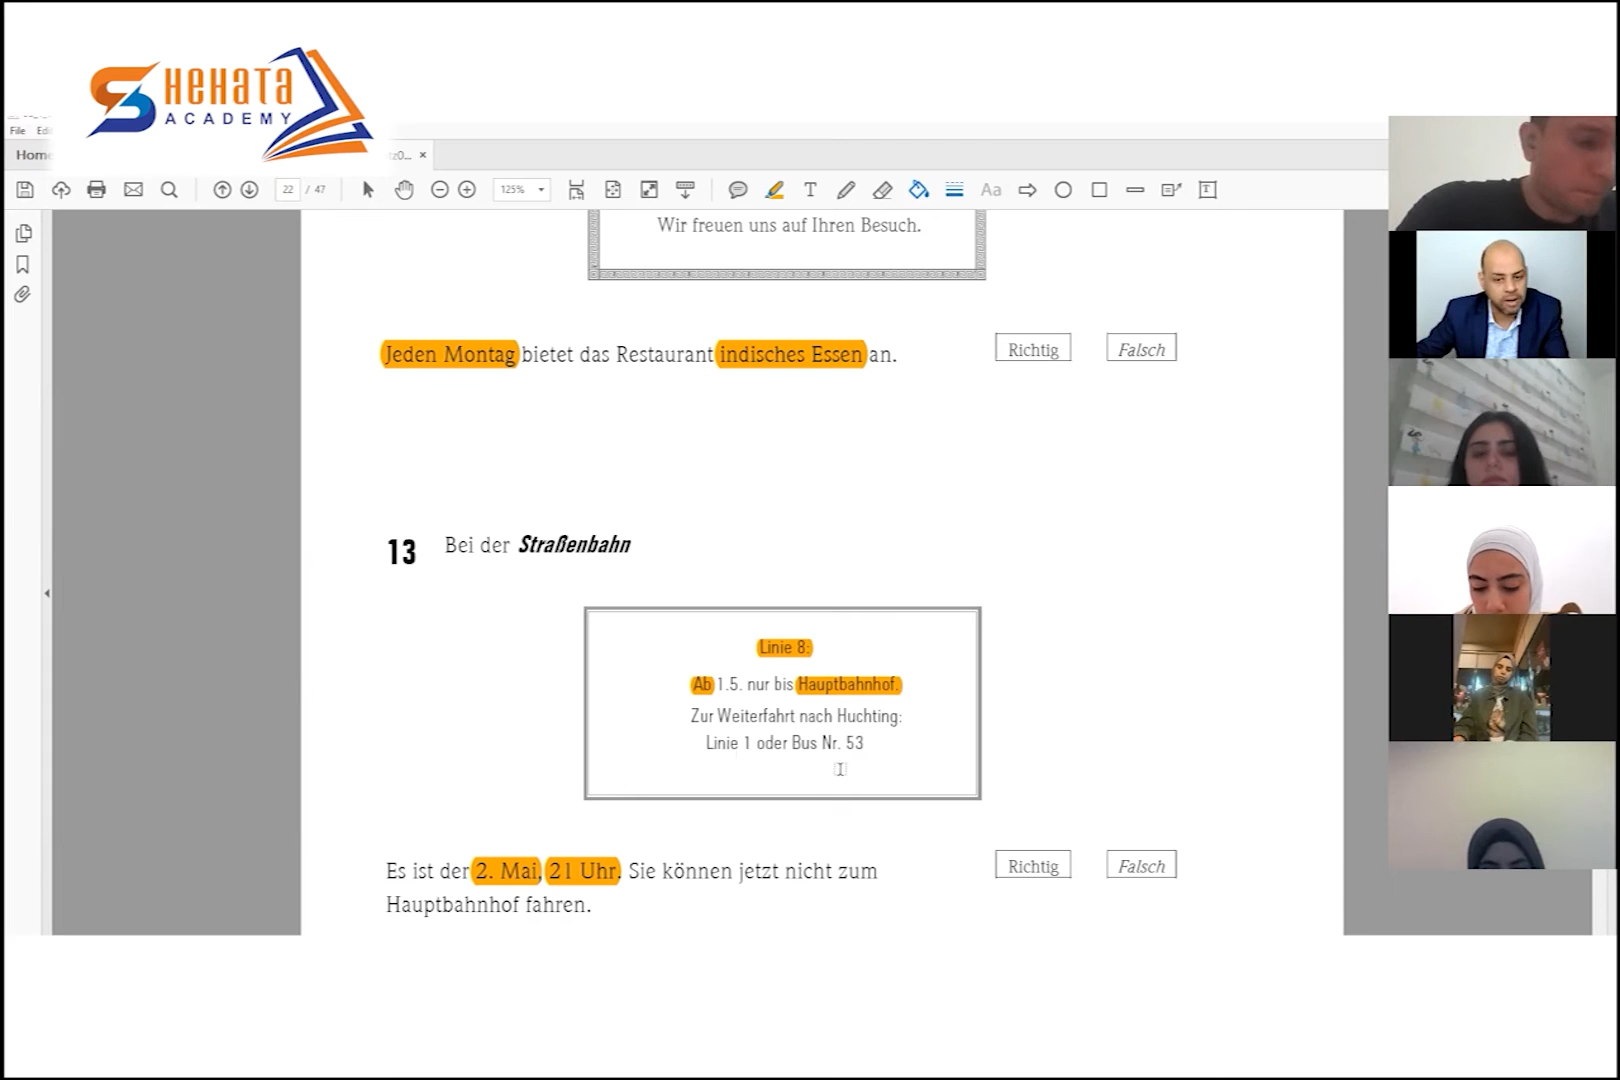 SHEHATA
ACADEMY
File
Home
22 / 47
125%
T
Aa
Wir freuen uns auf Ihren Besuch.
Jeden Montag bietet das Restaurant indisches Essen an.
Richtig
Falsch
13 Bei der Straßenbahn
Linie 8:
Ab 1.5. nur bis Hauptbahnhof.
Zur Weiterfahrt nach Huchting:
Linie 1 oder Bus Nr. 53
Es ist der 2. Mai, 21 Uhr. Sie können jetzt nicht zum
Hauptbahnhof fahren.
Richtig
Falsch